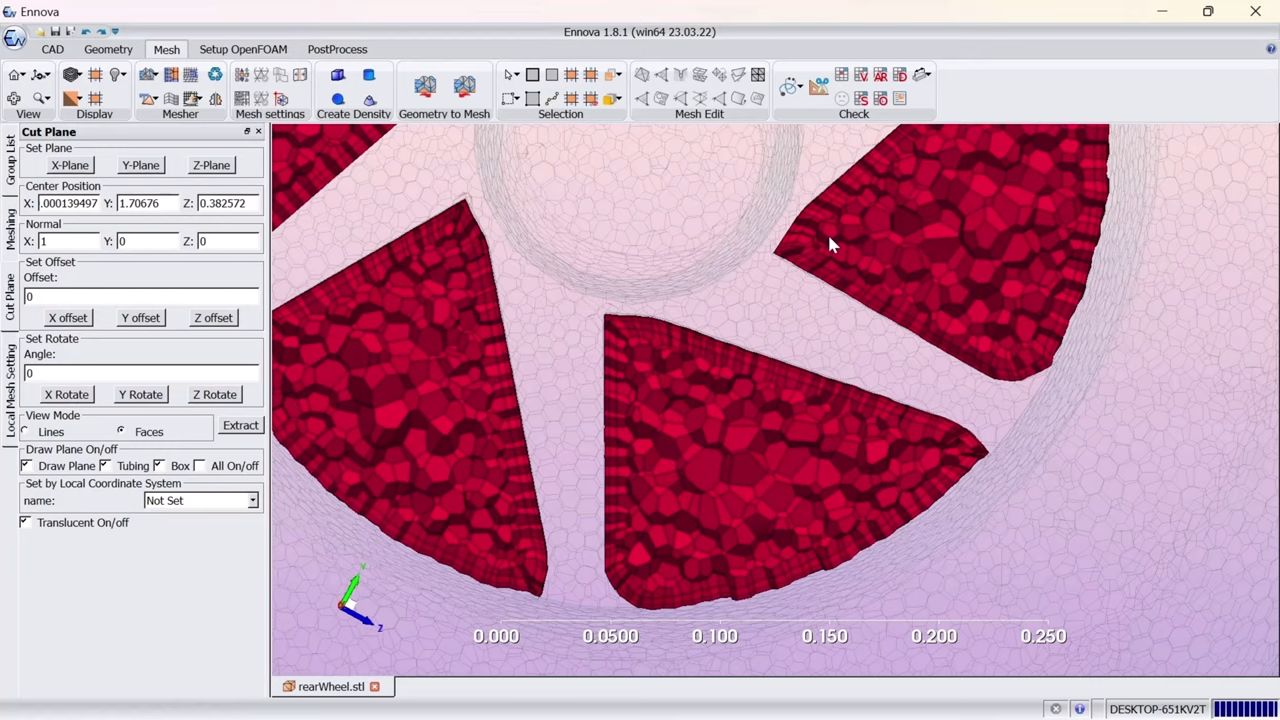 Ennova
Ennova 1.8.1 (win64 23.03.22)
CAD Geometry Mesh Setup OpenFOAM PostProcess
View Display Mesher Mesh settings Create Density Geometry to Mesh Selection Mesh Edit Check
Cut Plane
Set Plane
X-Plane Y-Plane Z-Plane
Center Position
X: .000139497 Y: 1.70676 Z: 0.382572
Normal
X: 1 Y: 0 Z: 0
Set Offset
Offset:
0
X offset Y offset Z offset
Set Rotate
Angle:
0
X Rotate Y Rotate Z Rotate
View Mode
Lines Faces Extract
Draw Plane On/off
Draw Plane Tubing Box All On/off
Set by Local Coordinate System
name: Not Set
Translucent On/off
Group List
Meshing
Cut Plane
Local Mesh Setting
Y
Z
0.000 0.0500 0.100 0.150 0.200 0.250
rearWheel.stl
DESKTOP-651KV2T